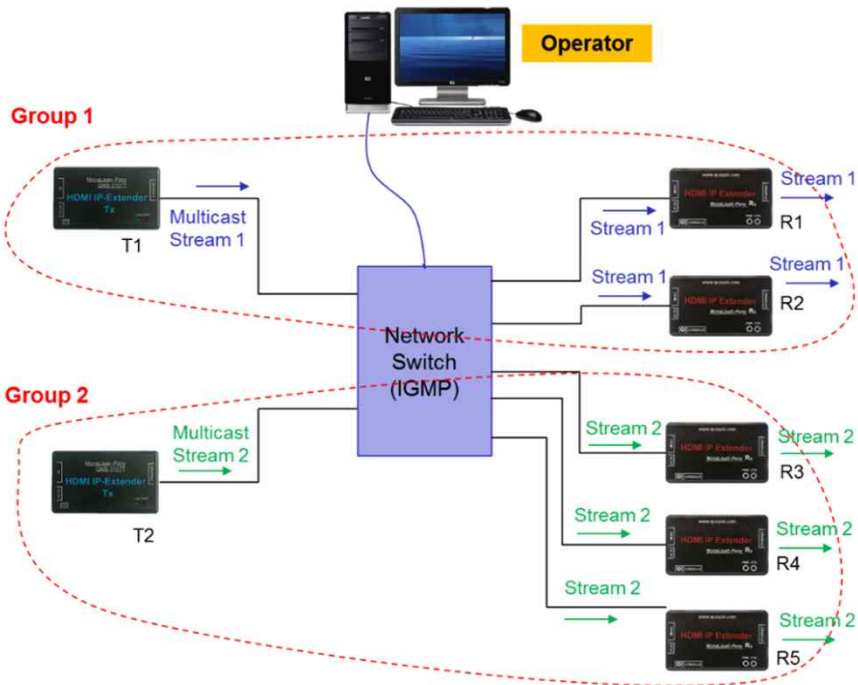 Operator
Group 1
HDMI IP-Extender
Tx
T1
Multicast
Stream 1
Stream 1
HDMI IP Extender
Stream 1
R1
Stream 1
HDMI IP Extender
Stream 1
R2
Network
Switch
(IGMP)
Group 2
HDMI IP-Extender
Tx
T2
Multicast
Stream 2
Stream 2
HDMI IP Extender
Stream 2
R3
Stream 2
HDMI IP Extender
Stream 2
R4
Stream 2
HDMI IP Extender
Stream 2
R5